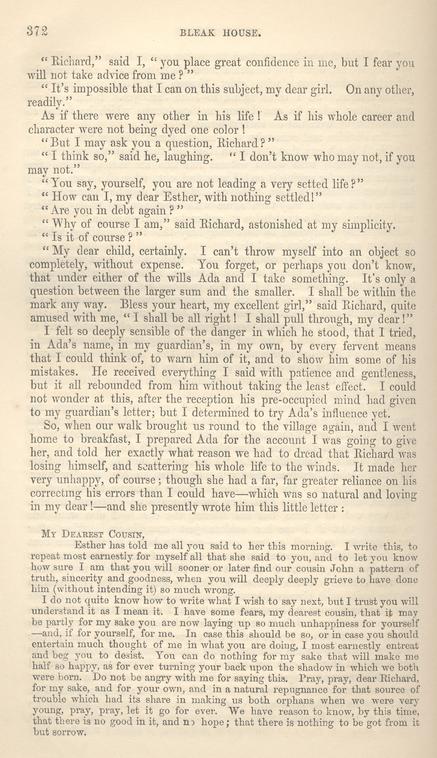 372 BLEAK HOUSE.
“Richard,” said I, “you place great confidence in me, but I fear you
will not take advice from me?”
“It's impossible that I can on this subject, my dear girl. On any other,
readily.”
As if there were any other in his life! As if his whole career and
character were not being dyed one color!
“But I may ask you a question, Richard?”
“I think so,” said he, laughing. “I don't know who may not, if you
may not.”
“You say, yourself, you are not leading a very setted life?”
“How can I, my dear Esther, with nothing settled!”
“Are you in debt again?”
“Why of course I am,” said Richard, astonished at my simplicity.
“Is it of course?”
“My dear child, certainly. I can't throw myself into an object so
completely, without expense. You forget, or perhaps you don't know,
that under either of the wills Ada and I take something. It's only a
question between the larger sum and the smaller. I shall be within the
mark any way. Bless your heart, my excellent girl,” said Richard, quite
amused with me, “I shall be all right! I shall pull through, my dear!”
I felt so deeply sensible of the danger in which he stood, that I tried,
in Ada's name, in my guardian's, in my own, by every fervent means
that I could think of, to warn him of it, and to show him some of his
mistakes. He received everything I said with patience and gentleness,
but it all rebounded from him without taking the least effect. I could
not wonder at this, after the reception his pre-occupied mind had given
to my guardian's letter; but I determined to try Ada's influence yet.
So, when our walk brought us round to the village again, and I went
home to breakfast, I prepared Ada for the account I was going to give
her, and told her exactly what reason we had to dread that Richard was
losing himself, and scattering his whole life to the winds. It made her
very unhappy, of course; though she had a far, far greater reliance on his
correcting his errors than I could have—which was so natural and loving
in my dear!—and she presently wrote him this little letter:
MY DEAREST COUSIN,
Esther has told me all you said to her this morning. I write this, to
repeat most earnestly for myself all that she said to you, and to let you know
how sure I am that you will sooner or later find our cousin John a pattern of
truth, sincerity and goodness, when you will deeply deeply grieve to have done
him (without intending it) so much wrong.
I do not quite know how to write what I wish to say next, but I trust you will
understand it as I mean it. I have some fears, my dearest cousin, that it may
be partly for my sake you are now laying up so much unhappiness for yourself
—and, if for yourself, for me. In case this should be so, or in case you should
entertain much thought of me in what you are doing, I most earnestly entreat
and beg you to desist. You can do nothing for my sake that will make me
half so happy, as for ever turning your back upon the shadow in which we both
were born. Do not be angry with me for saying this. Pray, pray, dear Richard,
for my sake, and for your own, and in a natural repugnance for that source of
trouble which had its share in making us both orphans when we were very
young, pray, pray, let it go for ever. We have reason to know, by this time,
that there is no good in it, and no hope; that there is nothing to be got from it
but sorrow.